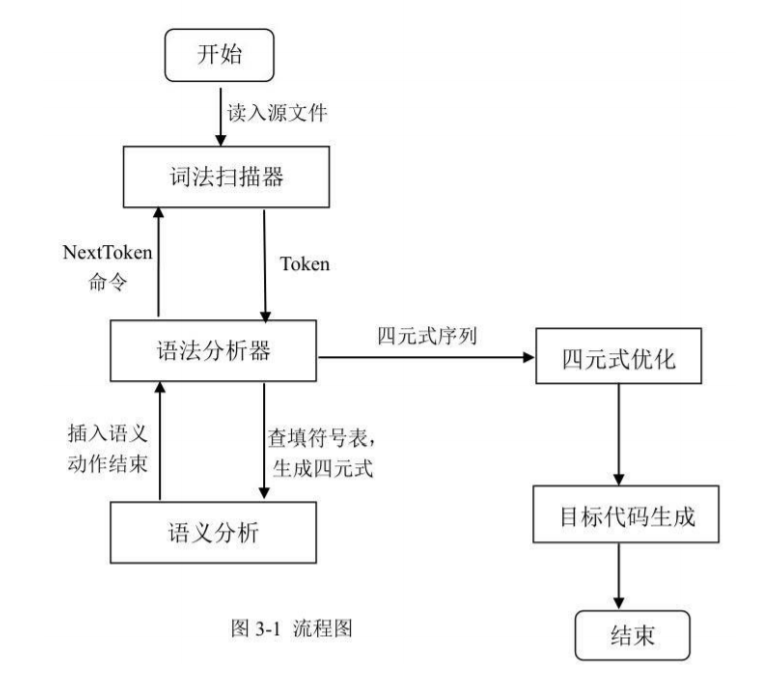 开始
读入源文件
词法扫描器
NextToken
命令
Token
语法分析器
四元式序列
四元式优化
插入语义
动作结束
查填符号表，
生成四元式
语义分析
目标代码生成
结束
图 3-1 流程图